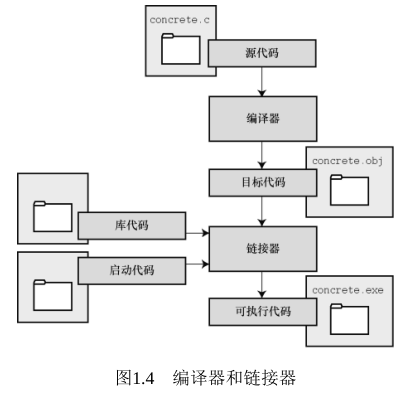 concrete.c
源代码
编译器
concrete.obj
目标代码
库代码
链接器
启动代码
concrete.exe
可执行代码
图1.4 编译器和链接器